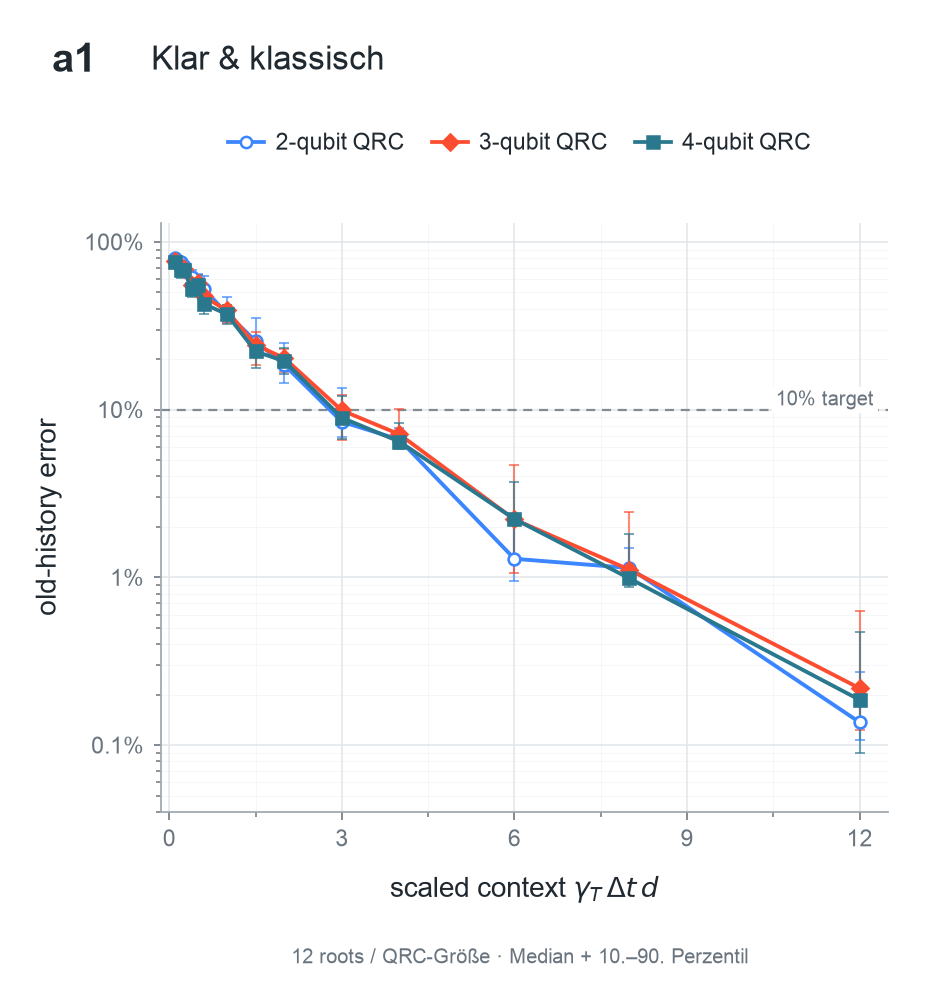 a1 Klar & klassisch
2-qubit QRC 3-qubit QRC 4-qubit QRC
100%
10%
1%
0.1%
10% target
old-history error
0 3 6 9 12
scaled context γ_T Δt d
12 roots / QRC-Größe · Median + 10.–90. Perzentil